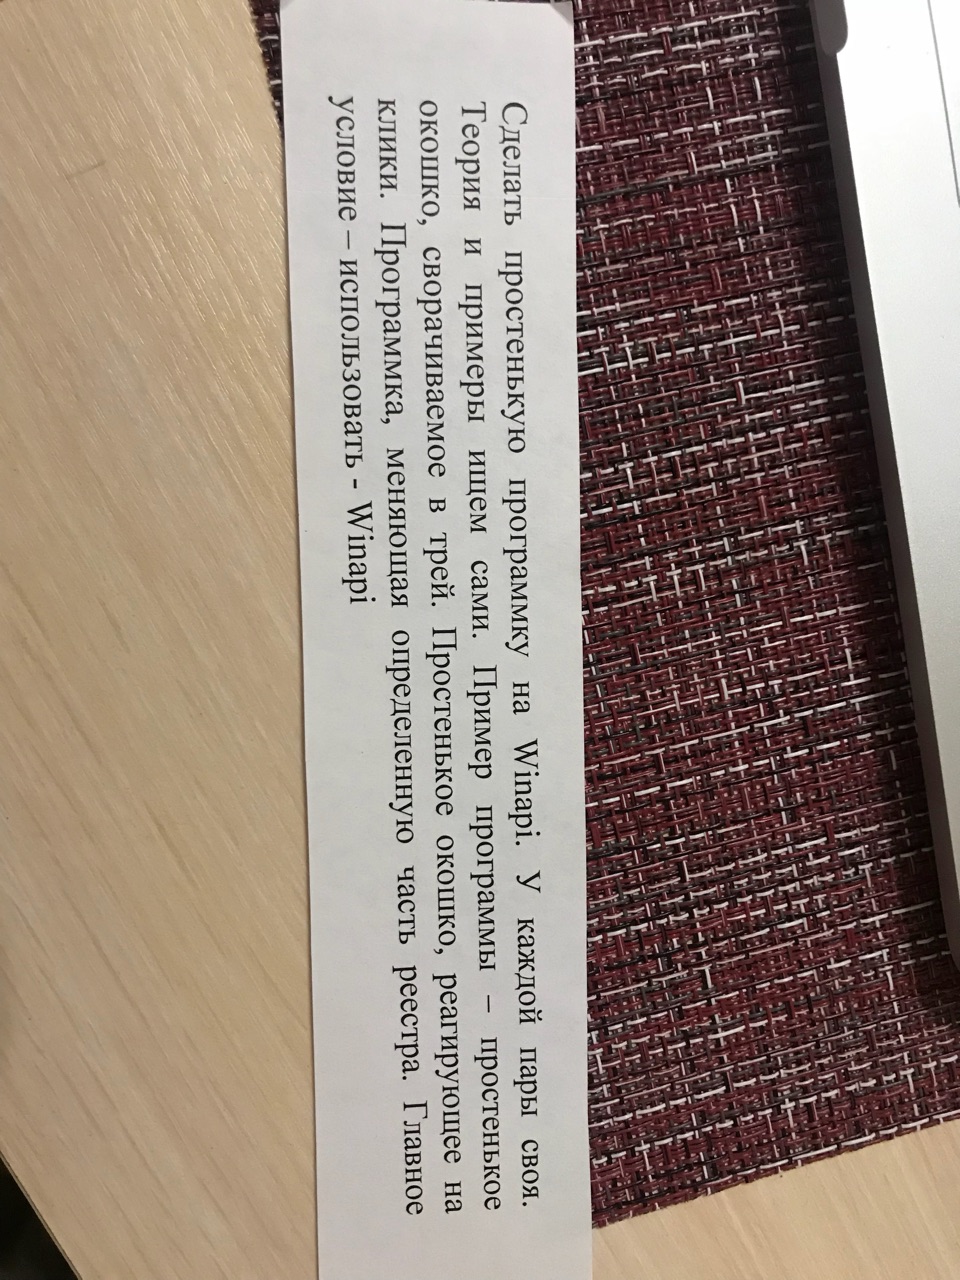 Сделать простенькую программку на Winapi. У каждой пары своя.
Теория и примеры ищем сами. Пример программы – простенькое
окошко, сворачиваемое в трей. Простенькое окошко, реагирующее на
клики. Программка, меняющая определенную часть реестра. Главное
условие – использовать - Winapi